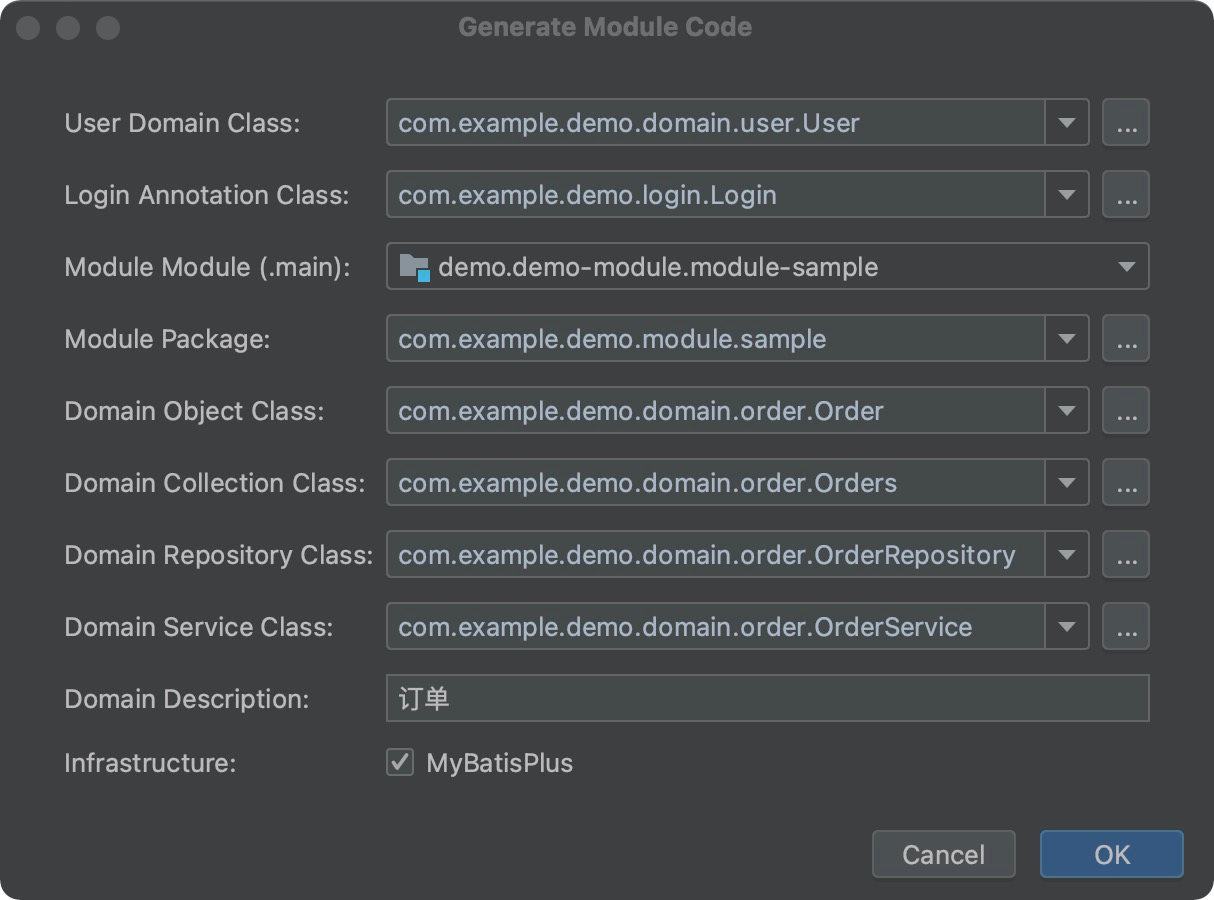 Generate Module Code
User Domain Class: com.example.demo.domain.user.User ...
Login Annotation Class: com.example.demo.login.Login ...
Module Module (.main): demo.demo-module.module-sample
Module Package: com.example.demo.module.sample ...
Domain Object Class: com.example.demo.domain.order.Order ...
Domain Collection Class: com.example.demo.domain.order.Orders ...
Domain Repository Class: com.example.demo.domain.order.OrderRepository ...
Domain Service Class: com.example.demo.domain.order.OrderService ...
Domain Description: 订单
Infrastructure: MyBatisPlus
Cancel OK